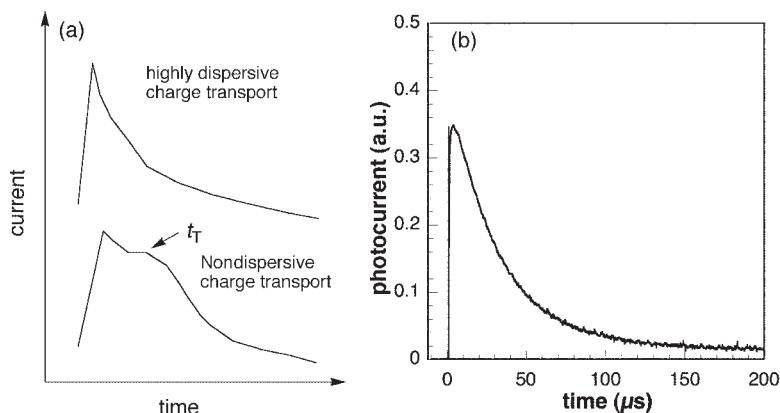 (a)
highly dispersive
charge transport
current
t_T
Nondispersive
charge transport
time
(b)
photocurrent (a.u.)
0.5
0.4
0.3
0.2
0.1
0
0 50 100 150 200
time (µs)